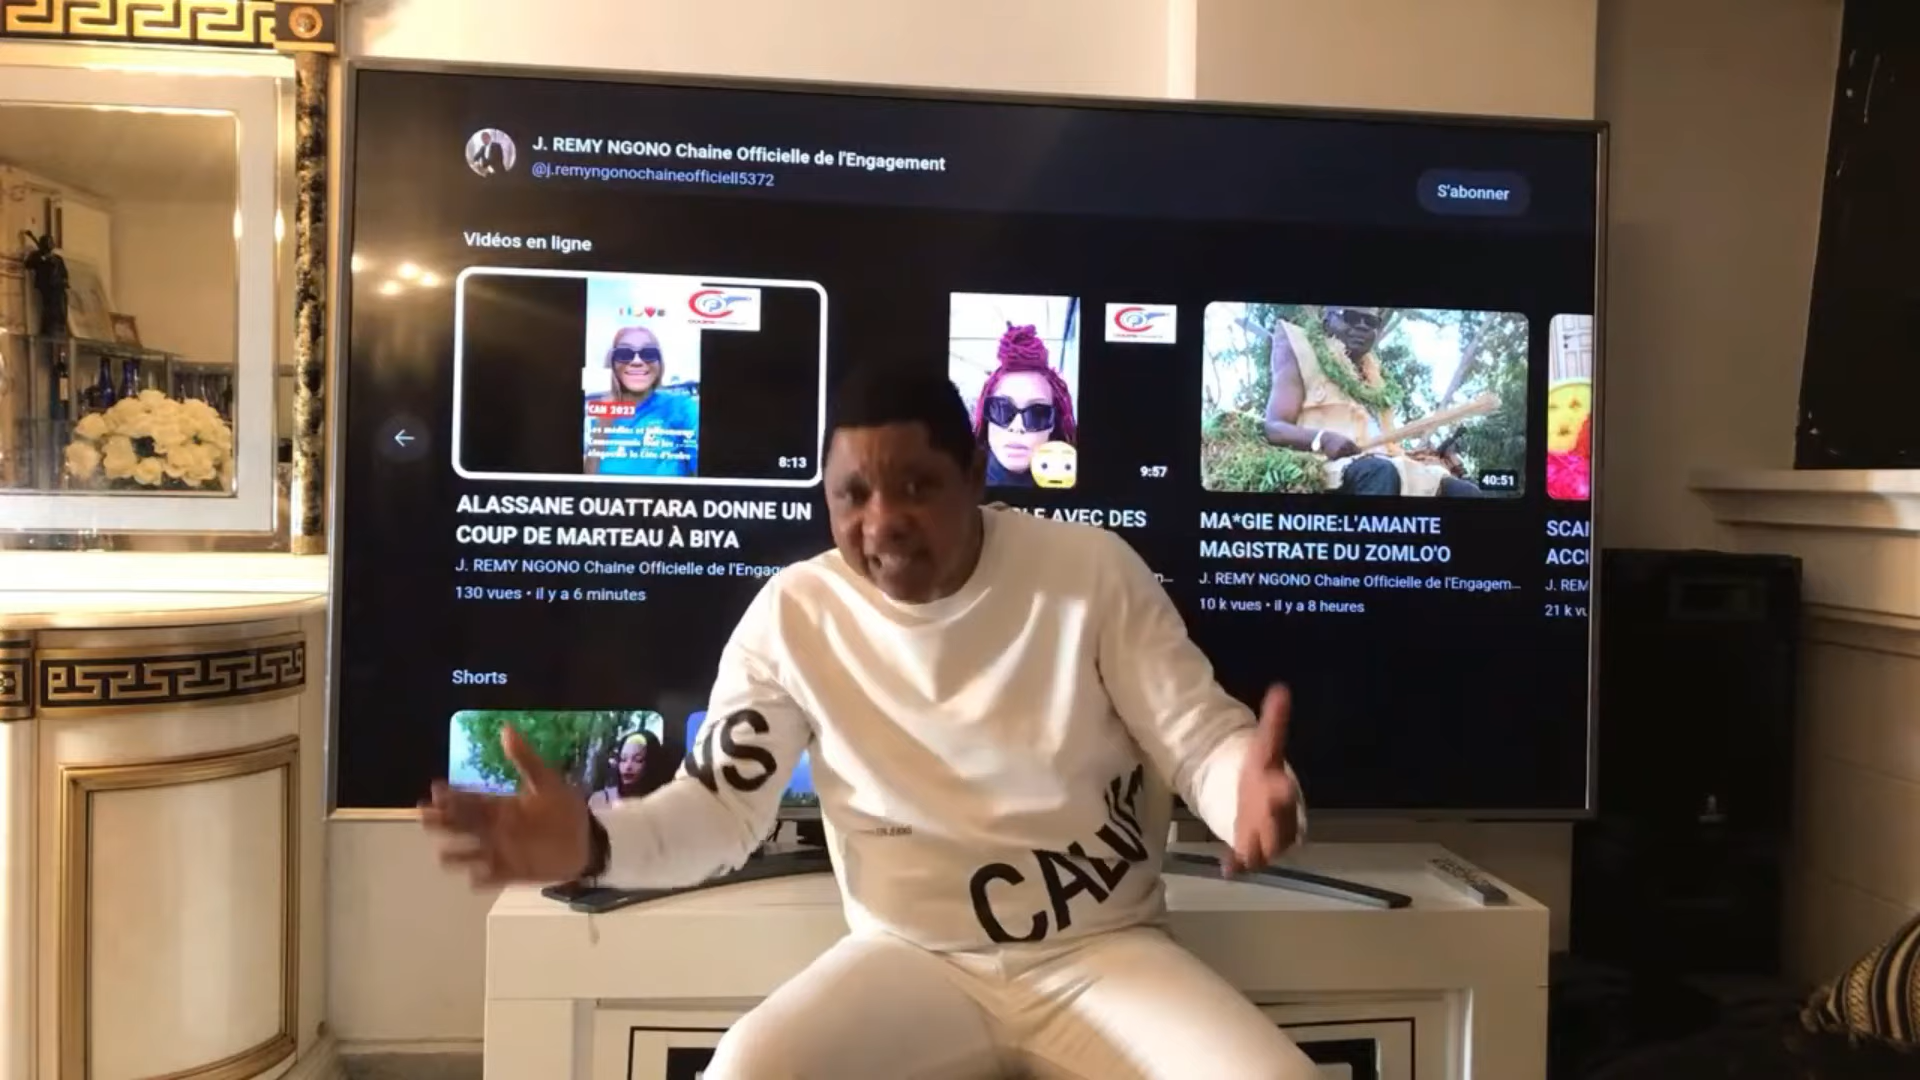 J. REMY NGONO Chaine Officielle de l'Engagement
@j.remyngonochaineofficiell5372
S'abonner
Vidéos en ligne
CAN 2023
8:13
9:57
40:51
ALASSANE OUATTARA DONNE UN
COUP DE MARTEAU À BIYA
J. REMY NGONO Chaine Officielle de l'Engag
130 vues • il y a 6 minutes
AVEC DES
MA*GIE NOIRE:L'AMANTE
MAGISTRATE DU ZOMLO'O
J. REMY NGONO Chaine Officielle de l'Engagem...
10 k vues • il y a 8 heures
SCA
ACC
J. REM
21 k vu
Shorts
VS
CALV